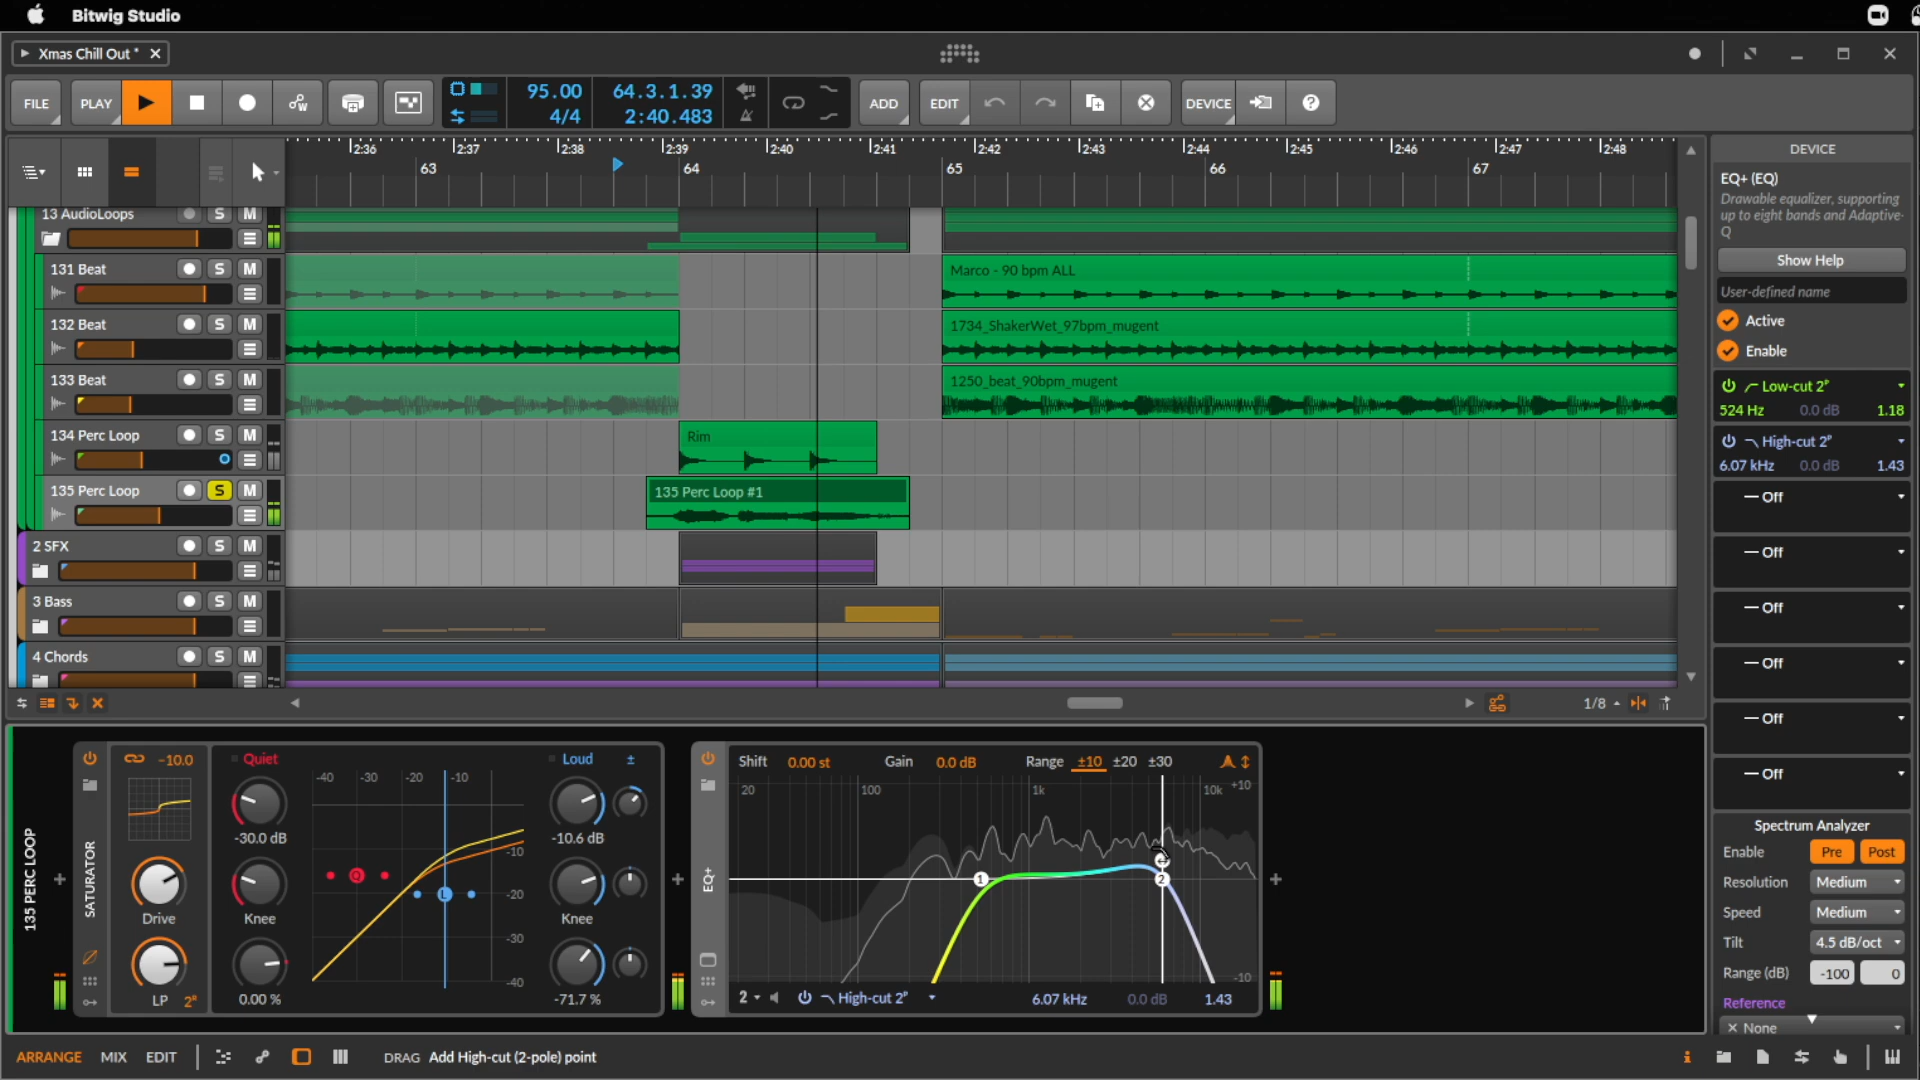 Bitwig Studio
Xmas Chill Out *
FILE PLAY 95.00 4/4 64.3.1.39 2:40.483 ADD EDIT DEVICE
2:36 2:37 2:38 2:39 2:40 2:41 2:42 2:43 2:44 2:45 2:46 2:47 2:48
63 64 65 66 67
13 AudioLoops S M
131 Beat S M
Marco - 90 bpm ALL
132 Beat S M
1734_ShakerWet_97bpm_mugent
133 Beat S M
1250_beat_90bpm_mugent
134 Perc Loop S M
Rim
135 Perc Loop S M
135 Perc Loop #1
2 SFX S M
3 Bass S M
4 Chords S M
1/8
DEVICE
EQ+ (EQ)
Drawable equalizer, supporting
up to eight bands and Adaptive-
Q
Show Help
User-defined name
Active
Enable
Low-cut 2ᵖ
524 Hz 0.0 dB 1.18
High-cut 2ᵖ
6.07 kHz 0.0 dB 1.43
Off
Off
Off
Off
Off
Off
Spectrum Analyzer
Enable Pre Post
Resolution Medium
Speed Medium
Tilt 4.5 dB/oct
Range (dB) -100 0
Reference
None
135 PERC LOOP
SATURATOR
-10.0
Drive
LP 2ᵖ
Quiet
-30.0 dB
Knee
0.00 %
-40 -30 -20 -10
-10
-20
-30
-40
Loud ±
-10.6 dB
Knee
-71.7 %
EQ+
Shift 0.00 st Gain 0.0 dB Range ±10 ±20 ±30
20 100 1k 10k +10
1 2
-10
2 High-cut 2ᵖ 6.07 kHz 0.0 dB 1.43
ARRANGE MIX EDIT DRAG Add High-cut (2-pole) point